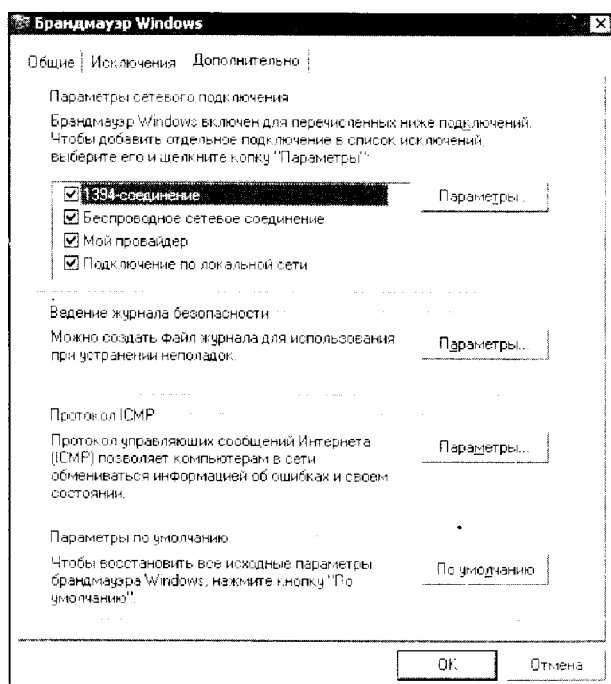 Брандмауэр Windows
Общие Исключения Дополнительно
Параметры сетевого подключения
Брандмауэр Windows включен для перечисленных ниже подключений.
Чтобы добавить отдельное подключение в список исключений,
выберите его и щелкните копку "Параметры":
1394-соединение
Параметры...
Беспроводное сетевое соединение
Мой провайдер
Подключение по локальной сети
Ведение журнала безопасности
Можно создать файл журнала для использования
при устранении неполадок.
Параметры...
Протокол ICMP
Протокол управляющих сообщений Интернета
(ICMP) позволяет компьютерам в сети
обмениваться информацией об ошибках и своем
состоянии.
Параметры...
Параметры по умолчанию
Чтобы восстановить все исходные параметры
брандмауэра Windows, нажмите кнопку "По
умолчанию".
По умолчанию
OK Отмена